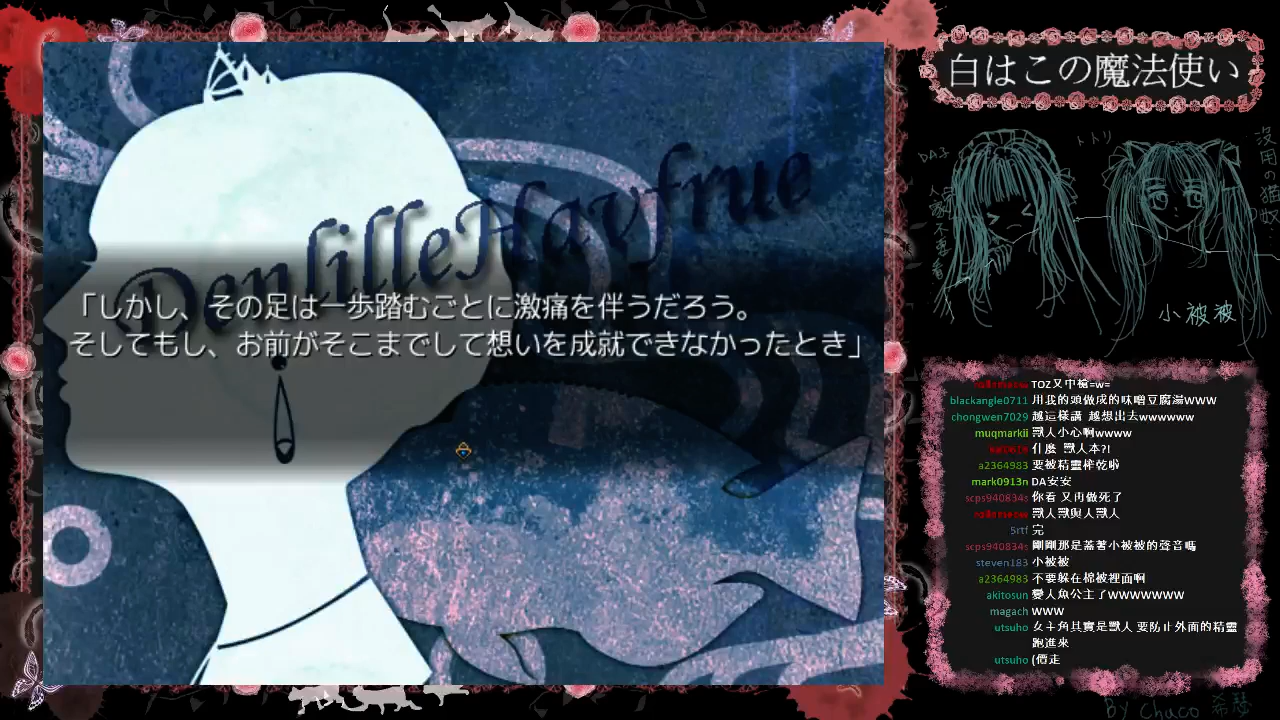 白はこの魔法使い
DenlilleHavfrue
「しかし、その足は一歩踏むごとに激痛を伴うだろう。
そしてもし、お前がそこまでして想いを成就できなかったとき」
トトリ
小被被
TOZ又中槍=w=
blackangle0711 用我的頭做成的味噌豆腐湯WWW
chongwen7029 越這樣講 越想出去wwwwww
muqmarkii 獸人小心啊wwww
什麼 獸人本?!
a2364983 要被精靈榨乾啦
mark0913n DA安安
scps940834s 你看 又再做死了
獸人獸與人獸人
5rtf 完
scps940834s 剛剛那是蓋著小被被的聲音嗎
steven183 小被被
a2364983 不要躲在棉被裡面啊
akitosun 變人魚公主了WWWWWWW
magach WWW
utsuho 女主角其實是獸人 要防止外面的精靈
跑進來
utsuho (逃走
BY Chaco 希瑟